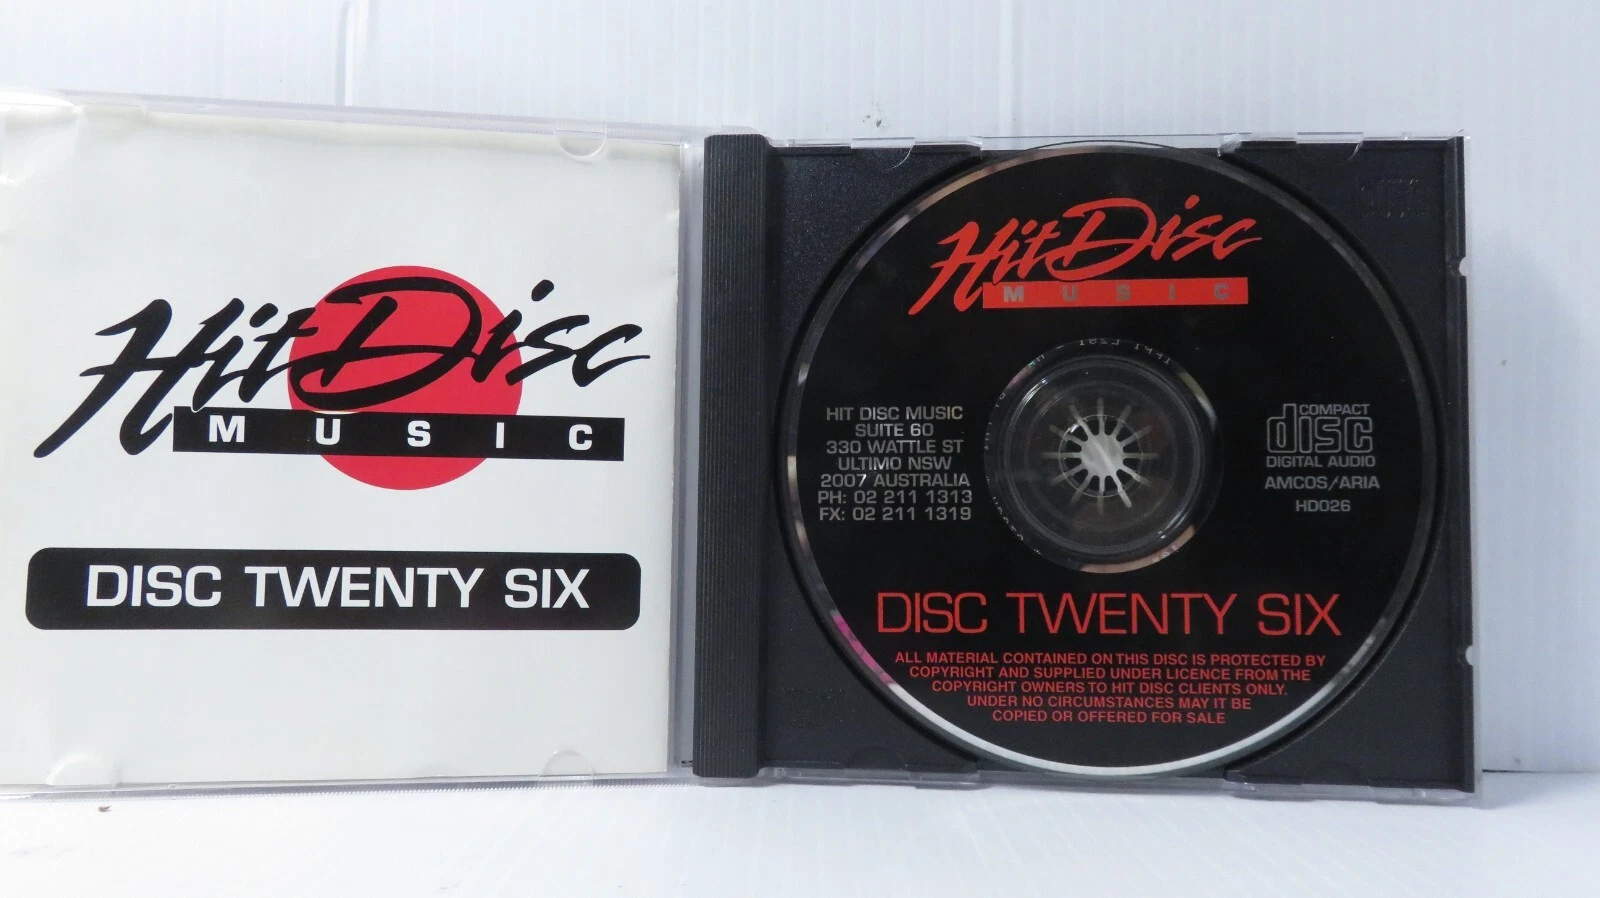 Hit Disc
MUSIC
DISC TWENTY SIX
Hit Disc
MUSIC
HIT DISC MUSIC
SUITE 60
330 WATTLE ST
ULTIMO NSW
2007 AUSTRALIA
PH: 02 211 1313
FX: 02 211 1319
COMPACT
disc
DIGITAL AUDIO
AMCOS/ARIA
HD026
DISC TWENTY SIX
ALL MATERIAL CONTAINED ON THIS DISC IS PROTECTED BY
COPYRIGHT AND SUPPLIED UNDER LICENCE FROM THE
COPYRIGHT OWNERS TO HIT DISC CLIENTS ONLY.
UNDER NO CIRCUMSTANCES MAY IT BE
COPIED OR OFFERED FOR SALE